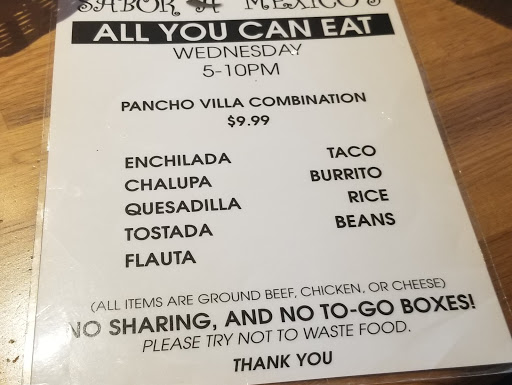 SABOR A MEXICO'S
ALL YOU CAN EAT
WEDNESDAY
5-10PM
PANCHO VILLA COMBINATION
$9.99
ENCHILADA TACO
CHALUPA BURRITO
QUESADILLA RICE
TOSTADA BEANS
FLAUTA
(ALL ITEMS ARE GROUND BEEF, CHICKEN, OR CHEESE)
NO SHARING, AND NO TO-GO BOXES!
PLEASE TRY NOT TO WASTE FOOD.
THANK YOU